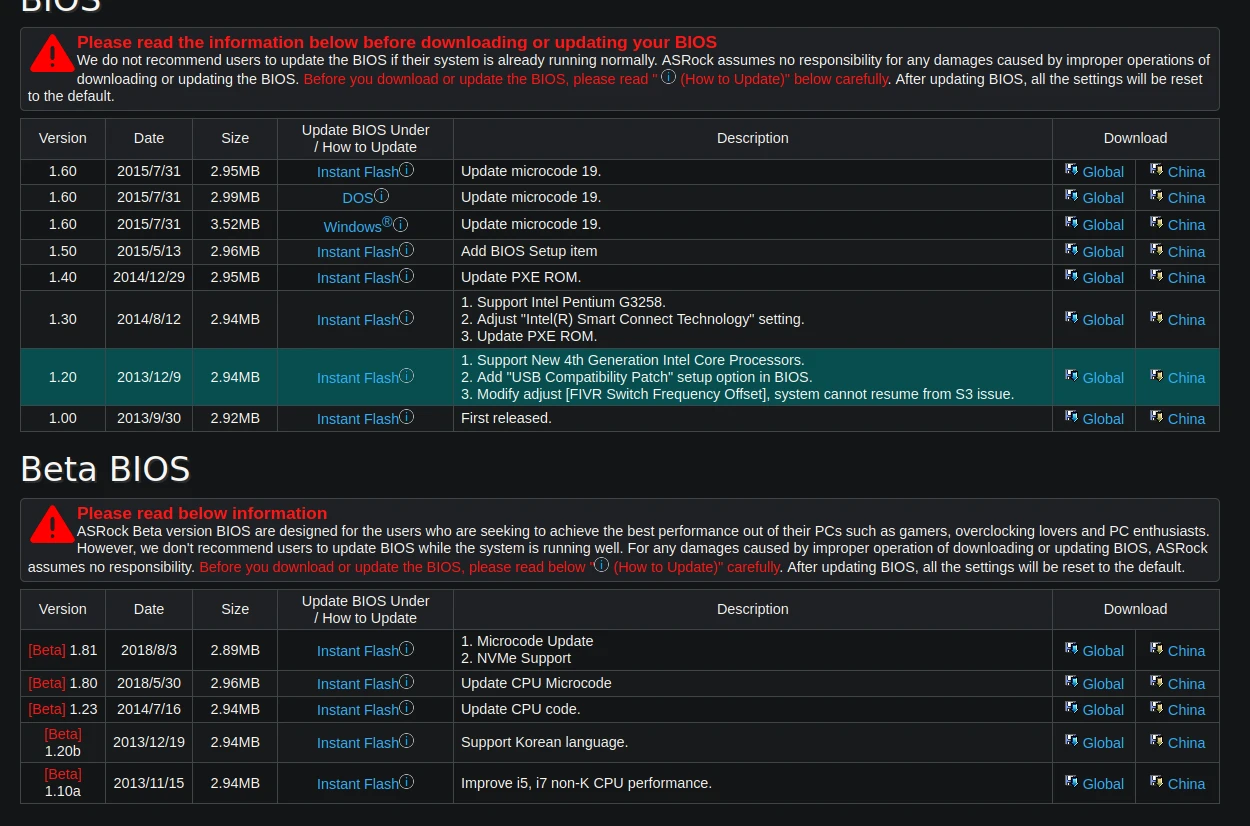 BIOS
Please read the information below before downloading or updating your BIOS
We do not recommend users to update the BIOS if their system is already running normally. ASRock assumes no responsibility for any damages caused by improper operations of
downloading or updating the BIOS. Before you download or update the BIOS, please read " ⓘ (How to Update)" below carefully. After updating BIOS, all the settings will be reset
to the default.
Version Date Size Update BIOS Under / How to Update Description Download
1.60 2015/7/31 2.95MB Instant Flashⓘ Update microcode 19. Global China
1.60 2015/7/31 2.99MB DOSⓘ Update microcode 19. Global China
1.60 2015/7/31 3.52MB Windows®ⓘ Update microcode 19. Global China
1.50 2015/5/13 2.96MB Instant Flashⓘ Add BIOS Setup item Global China
1.40 2014/12/29 2.95MB Instant Flashⓘ Update PXE ROM. Global China
1. Support Intel Pentium G3258.
1.30 2014/8/12 2.94MB Instant Flashⓘ 2. Adjust "Intel(R) Smart Connect Technology" setting. Global China
3. Update PXE ROM.
1. Support New 4th Generation Intel Core Processors.
1.20 2013/12/9 2.94MB Instant Flashⓘ 2. Add "USB Compatibility Patch" setup option in BIOS. Global China
3. Modify adjust [FIVR Switch Frequency Offset], system cannot resume from S3 issue.
1.00 2013/9/30 2.92MB Instant Flashⓘ First released. Global China
Beta BIOS
Please read below information
ASRock Beta version BIOS are designed for the users who are seeking to achieve the best performance out of their PCs such as gamers, overclocking lovers and PC enthusiasts.
However, we don't recommend users to update BIOS while the system is running well. For any damages caused by improper operation of downloading or updating BIOS, ASRock
assumes no responsibility. Before you download or update the BIOS, please read below "ⓘ (How to Update)" carefully. After updating BIOS, all the settings will be reset to the default.
Version Date Size Update BIOS Under / How to Update Description Download
1. Microcode Update
[Beta] 1.81 2018/8/3 2.89MB Instant Flashⓘ Global China
2. NVMe Support
[Beta] 1.80 2018/5/30 2.96MB Instant Flashⓘ Update CPU Microcode Global China
[Beta] 1.23 2014/7/16 2.94MB Instant Flashⓘ Update CPU code. Global China
[Beta]
1.20b 2013/12/19 2.94MB Instant Flashⓘ Support Korean language. Global China
[Beta]
1.10a 2013/11/15 2.94MB Instant Flashⓘ Improve i5, i7 non-K CPU performance. Global China